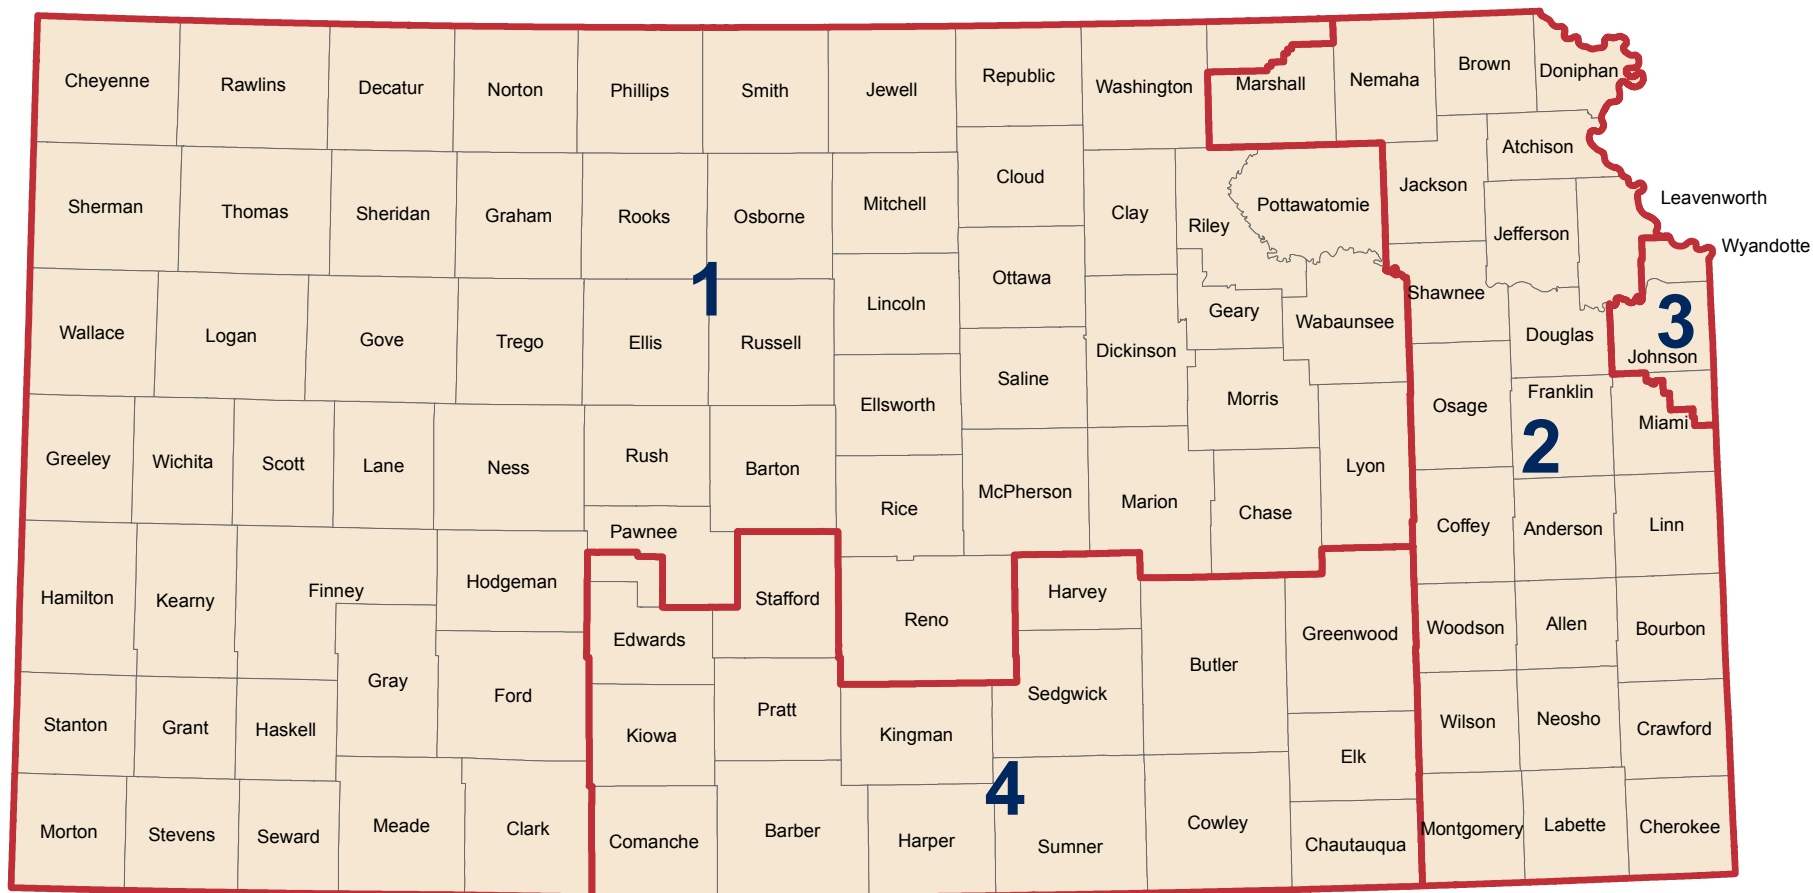 Cheyenne
Rawlins
Decatur
Norton
Phillips
Smith
Jewell
Republic
Washington
Marshall
Nemaha
Brown
Doniphan
Sherman
Thomas
Sheridan
Graham
Rooks
Osborne
Mitchell
Cloud
Clay
Riley
Pottawatomie
Jackson
Atchison
Jefferson
Leavenworth
Wyandotte
1
Wallace
Logan
Gove
Trego
Ellis
Russell
Lincoln
Ottawa
Saline
Dickinson
Geary
Wabaunsee
Shawnee
Douglas
3
Johnson
Greeley
Wichita
Scott
Lane
Ness
Rush
Barton
Ellsworth
Rice
McPherson
Marion
Morris
Chase
Lyon
Osage
Franklin
2
Miami
Coffey
Anderson
Linn
Hamilton
Kearny
Finney
Hodgeman
Pawnee
Edwards
Stafford
Reno
Harvey
Butler
Greenwood
Woodson
Allen
Bourbon
Stanton
Grant
Haskell
Gray
Ford
Kiowa
Pratt
Kingman
Sedgwick
Elk
Wilson
Neosho
Crawford
4
Morton
Stevens
Seward
Meade
Clark
Comanche
Barber
Harper
Sumner
Cowley
Chautauqua
Montgomery
Labette
Cherokee